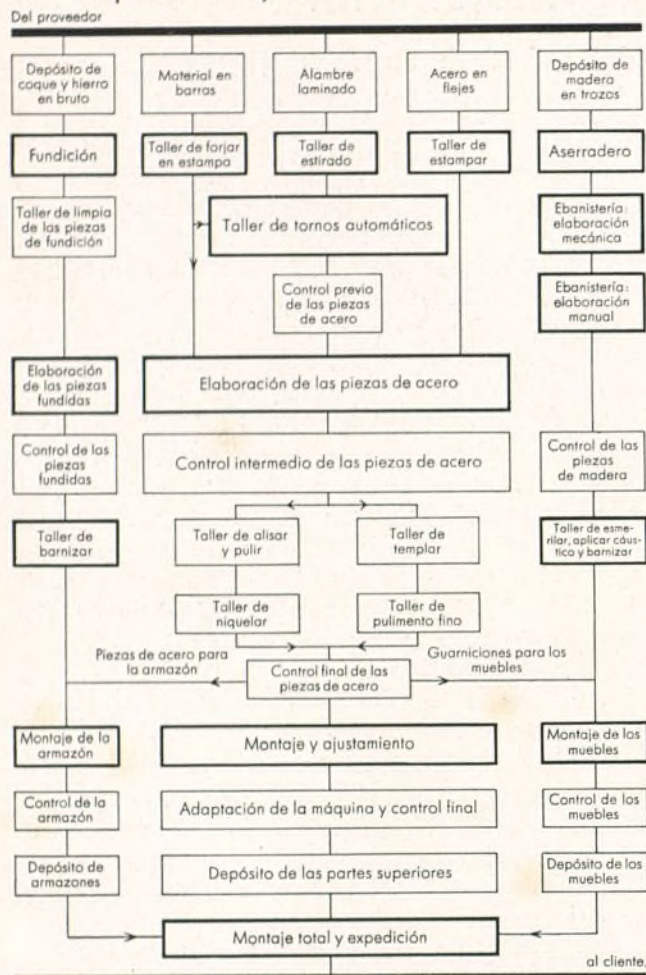 Del proveedor
Depósito de
coque y hierro
en bruto
Material en
barras
Alambre
laminado
Acero en
flejes
Depósito de
madera
en trozos
Fundición
Taller de forjar
en estampa
Taller de
estirado
Taller de
estampar
Aserradero
Taller de limpia
de las piezas
de fundición
Taller de tornos automáticos
Ebanistería:
elaboración
mecánica
Control previo
de las piezas
de acero
Ebanistería:
elaboración
manual
Elaboración
de las piezas
fundidas
Elaboración de las piezas de acero
Control de las
piezas
fundidas
Control intermedio de las piezas de acero
Control de las
piezas
de madera
Taller de
barnizar
Taller de alisar
y pulir
Taller de
templar
Taller de esme-
rilar, aplicar cáus-
tico y barnizar
Taller de
niquelar
Taller de
pulimento fino
Piezas de acero para
la armazón
Control final de las
piezas de acero
Guarniciones para los
muebles
Montaje de la
armazón
Montaje y ajustamiento
Montaje de los
muebles
Control de la
armazón
Adaptación de la máquina y control final
Control de los
muebles
Depósito de
armazones
Depósito de las partes superiores
Depósito de los
muebles
Montaje total y expedición
al cliente.